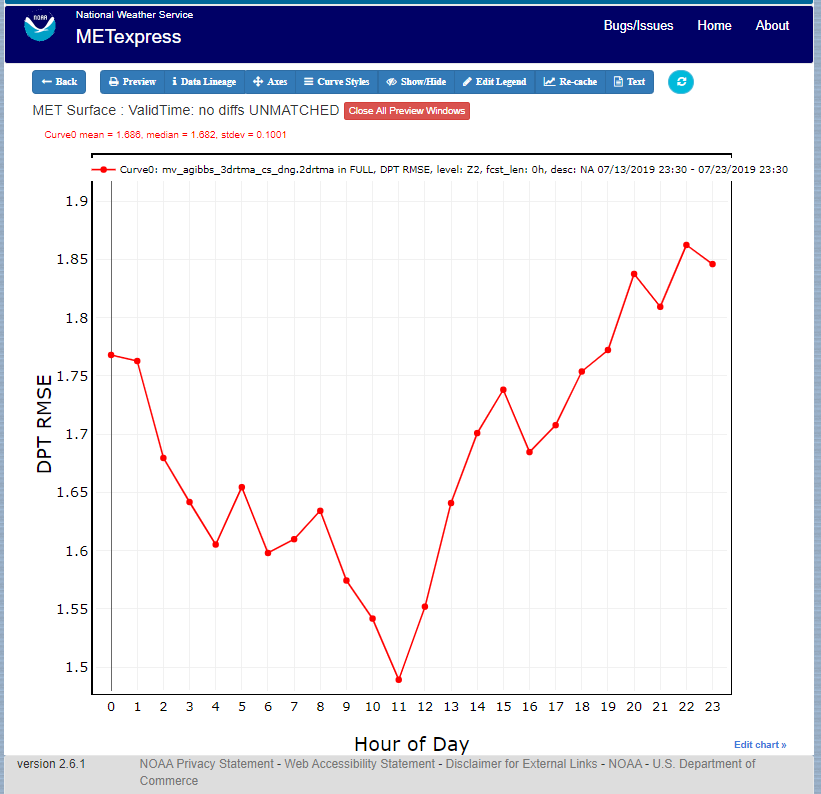 NOAA
National Weather Service
METexpress
Bugs/Issues Home About
Back Preview Data Lineage Axes Curve Styles Show/Hide Edit Legend Re-cache Text
MET Surface : ValidTime: no diffs UNMATCHED Close All Preview Windows
Curve0 mean = 1.686, median = 1.682, stdev = 0.1001
Curve0: mv_agibbs_3drtma_cs_dng.2drtma in FULL, DPT RMSE, level: Z2, fcst_len: 0h, desc: NA 07/13/2019 23:30 - 07/23/2019 23:30
1.9
1.85
1.8
1.75
1.7
1.65
1.6
1.55
1.5
DPT RMSE
0 1 2 3 4 5 6 7 8 9 10 11 12 13 14 15 16 17 18 19 20 21 22 23
Hour of Day
Edit chart »
version 2.6.1
NOAA Privacy Statement - Web Accessibility Statement - Disclaimer for External Links - NOAA - U.S. Department of
Commerce